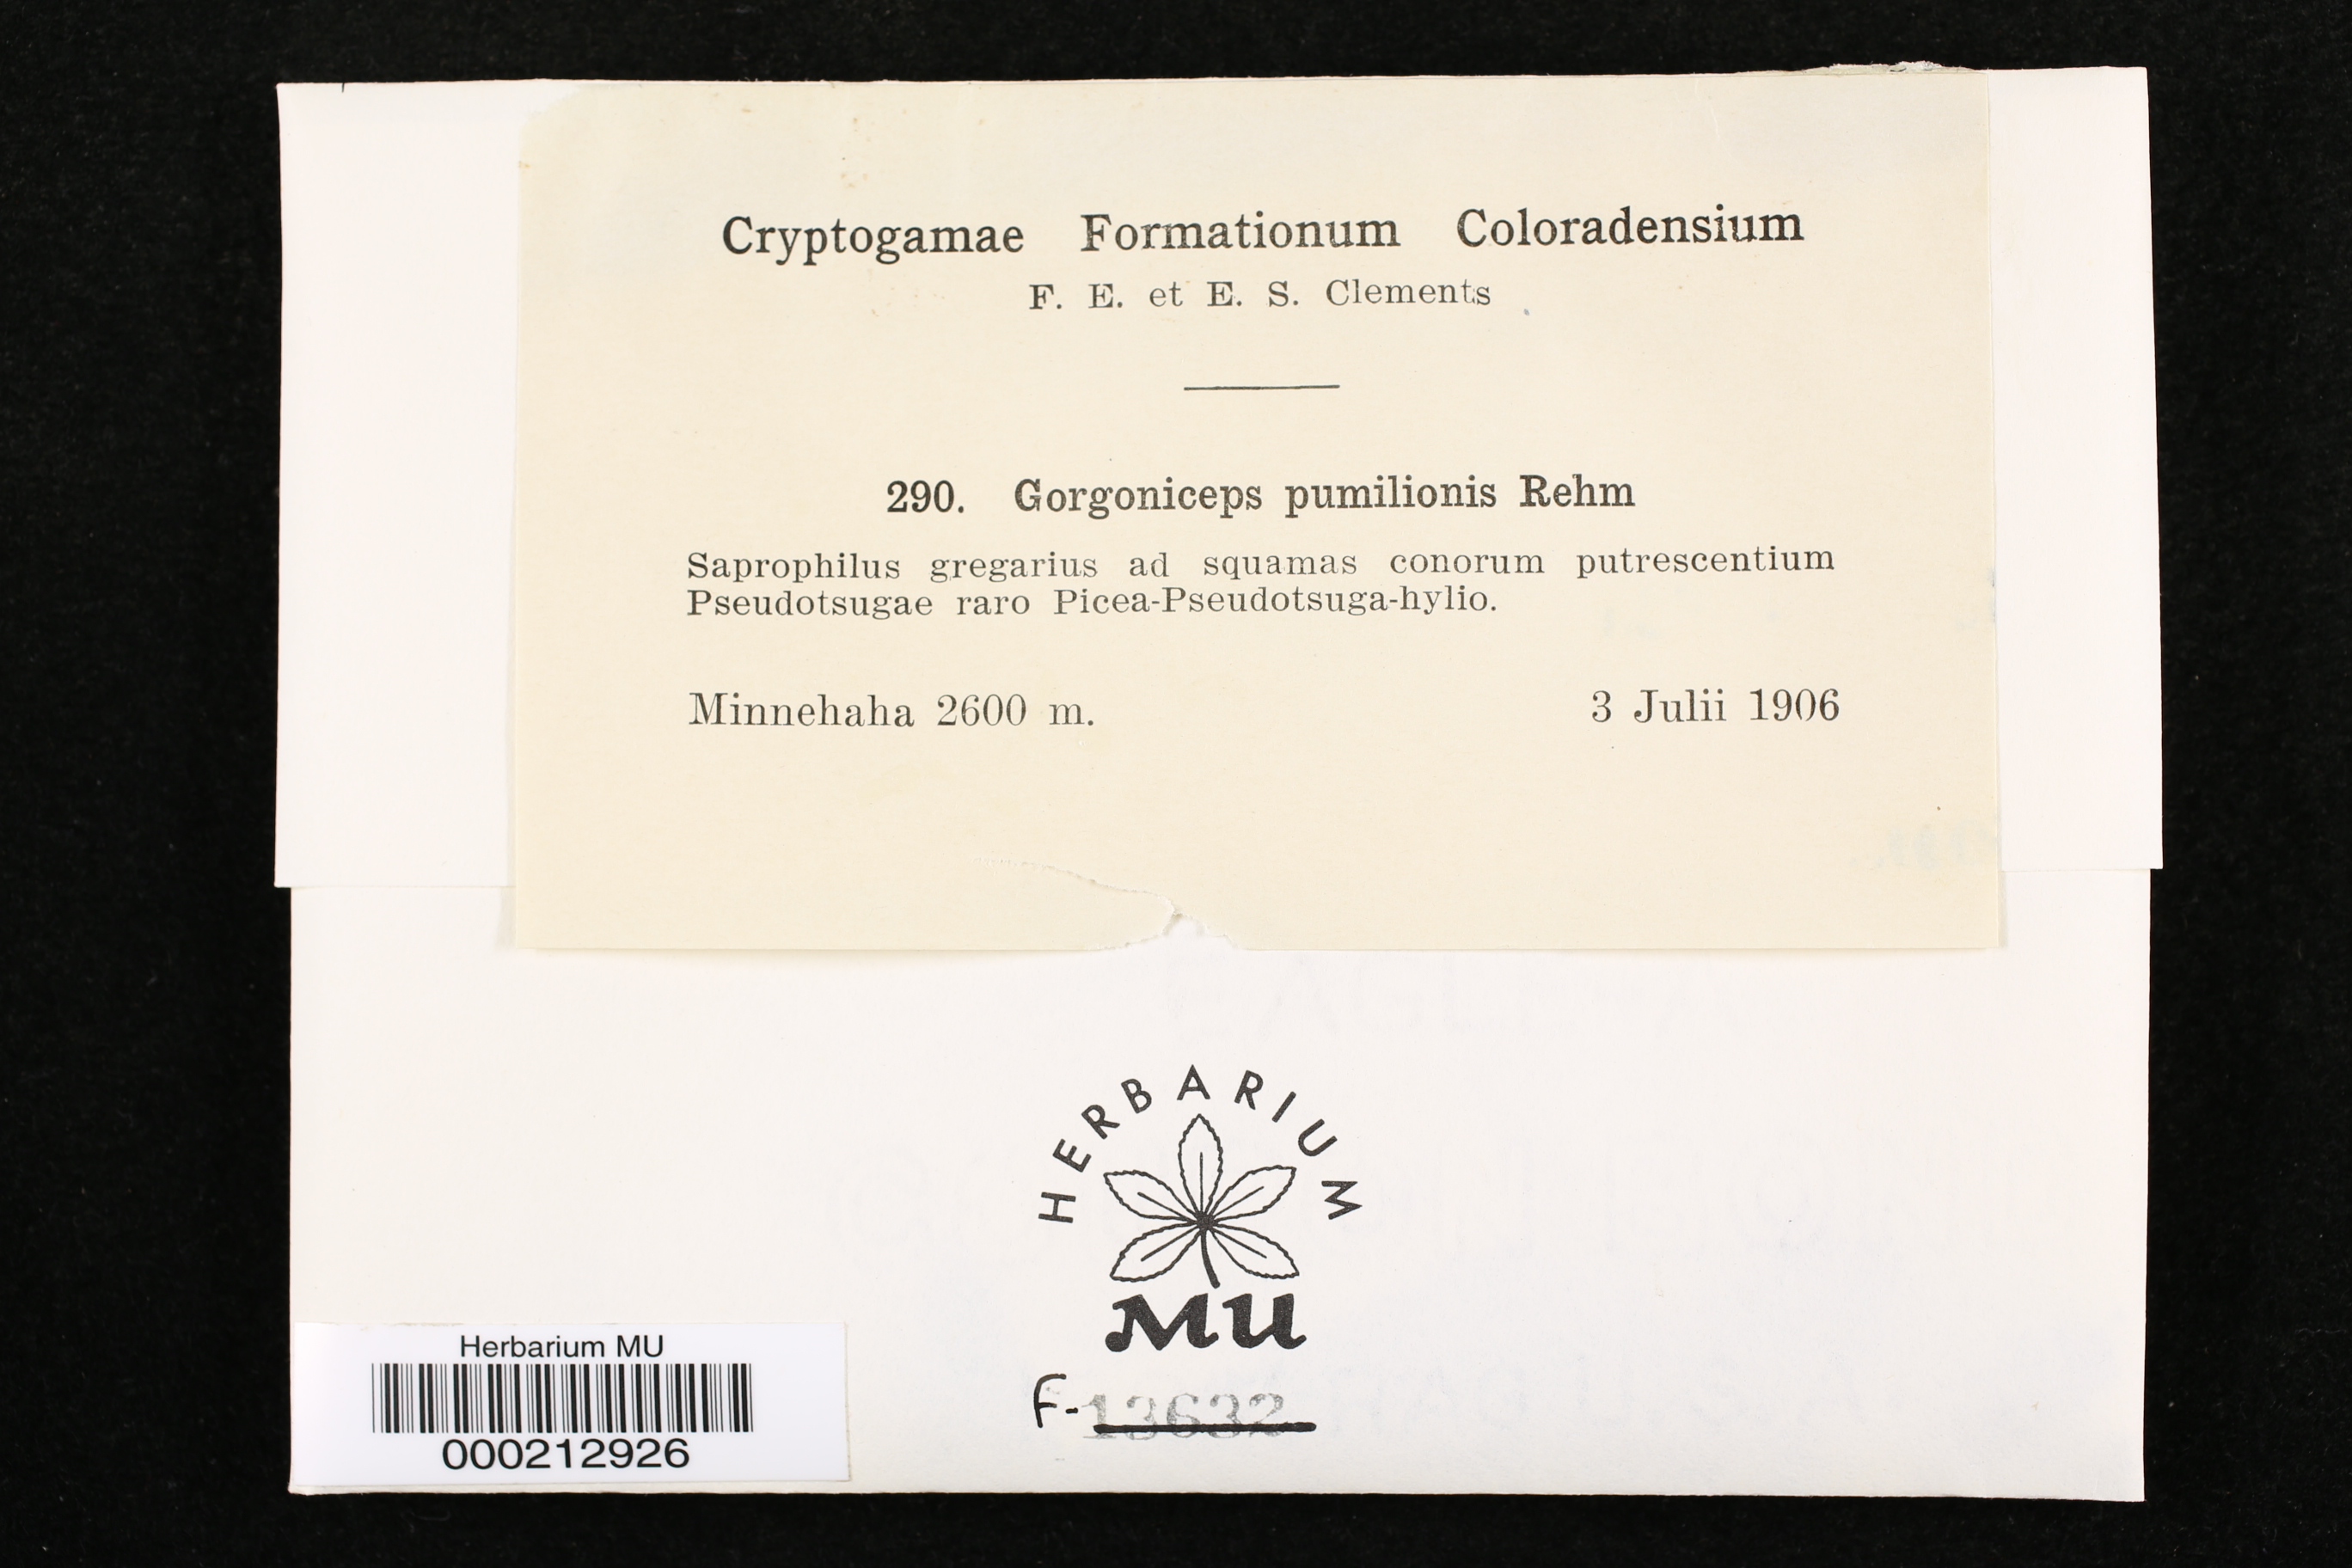 Cryptogamae Formationum Coloradensium
F. E. et E. S. Clements
290. Gorgoniceps pumilionis Rehm
Saprophilus gregarius ad squamas conorum putrescentium
Pseudotsugae raro Picea-Pseudotsuga-hylio.
Minnehaha 2600 m. 3 Julii 1906
HERBARIUM
MU
F-13632
Herbarium MU
000212926